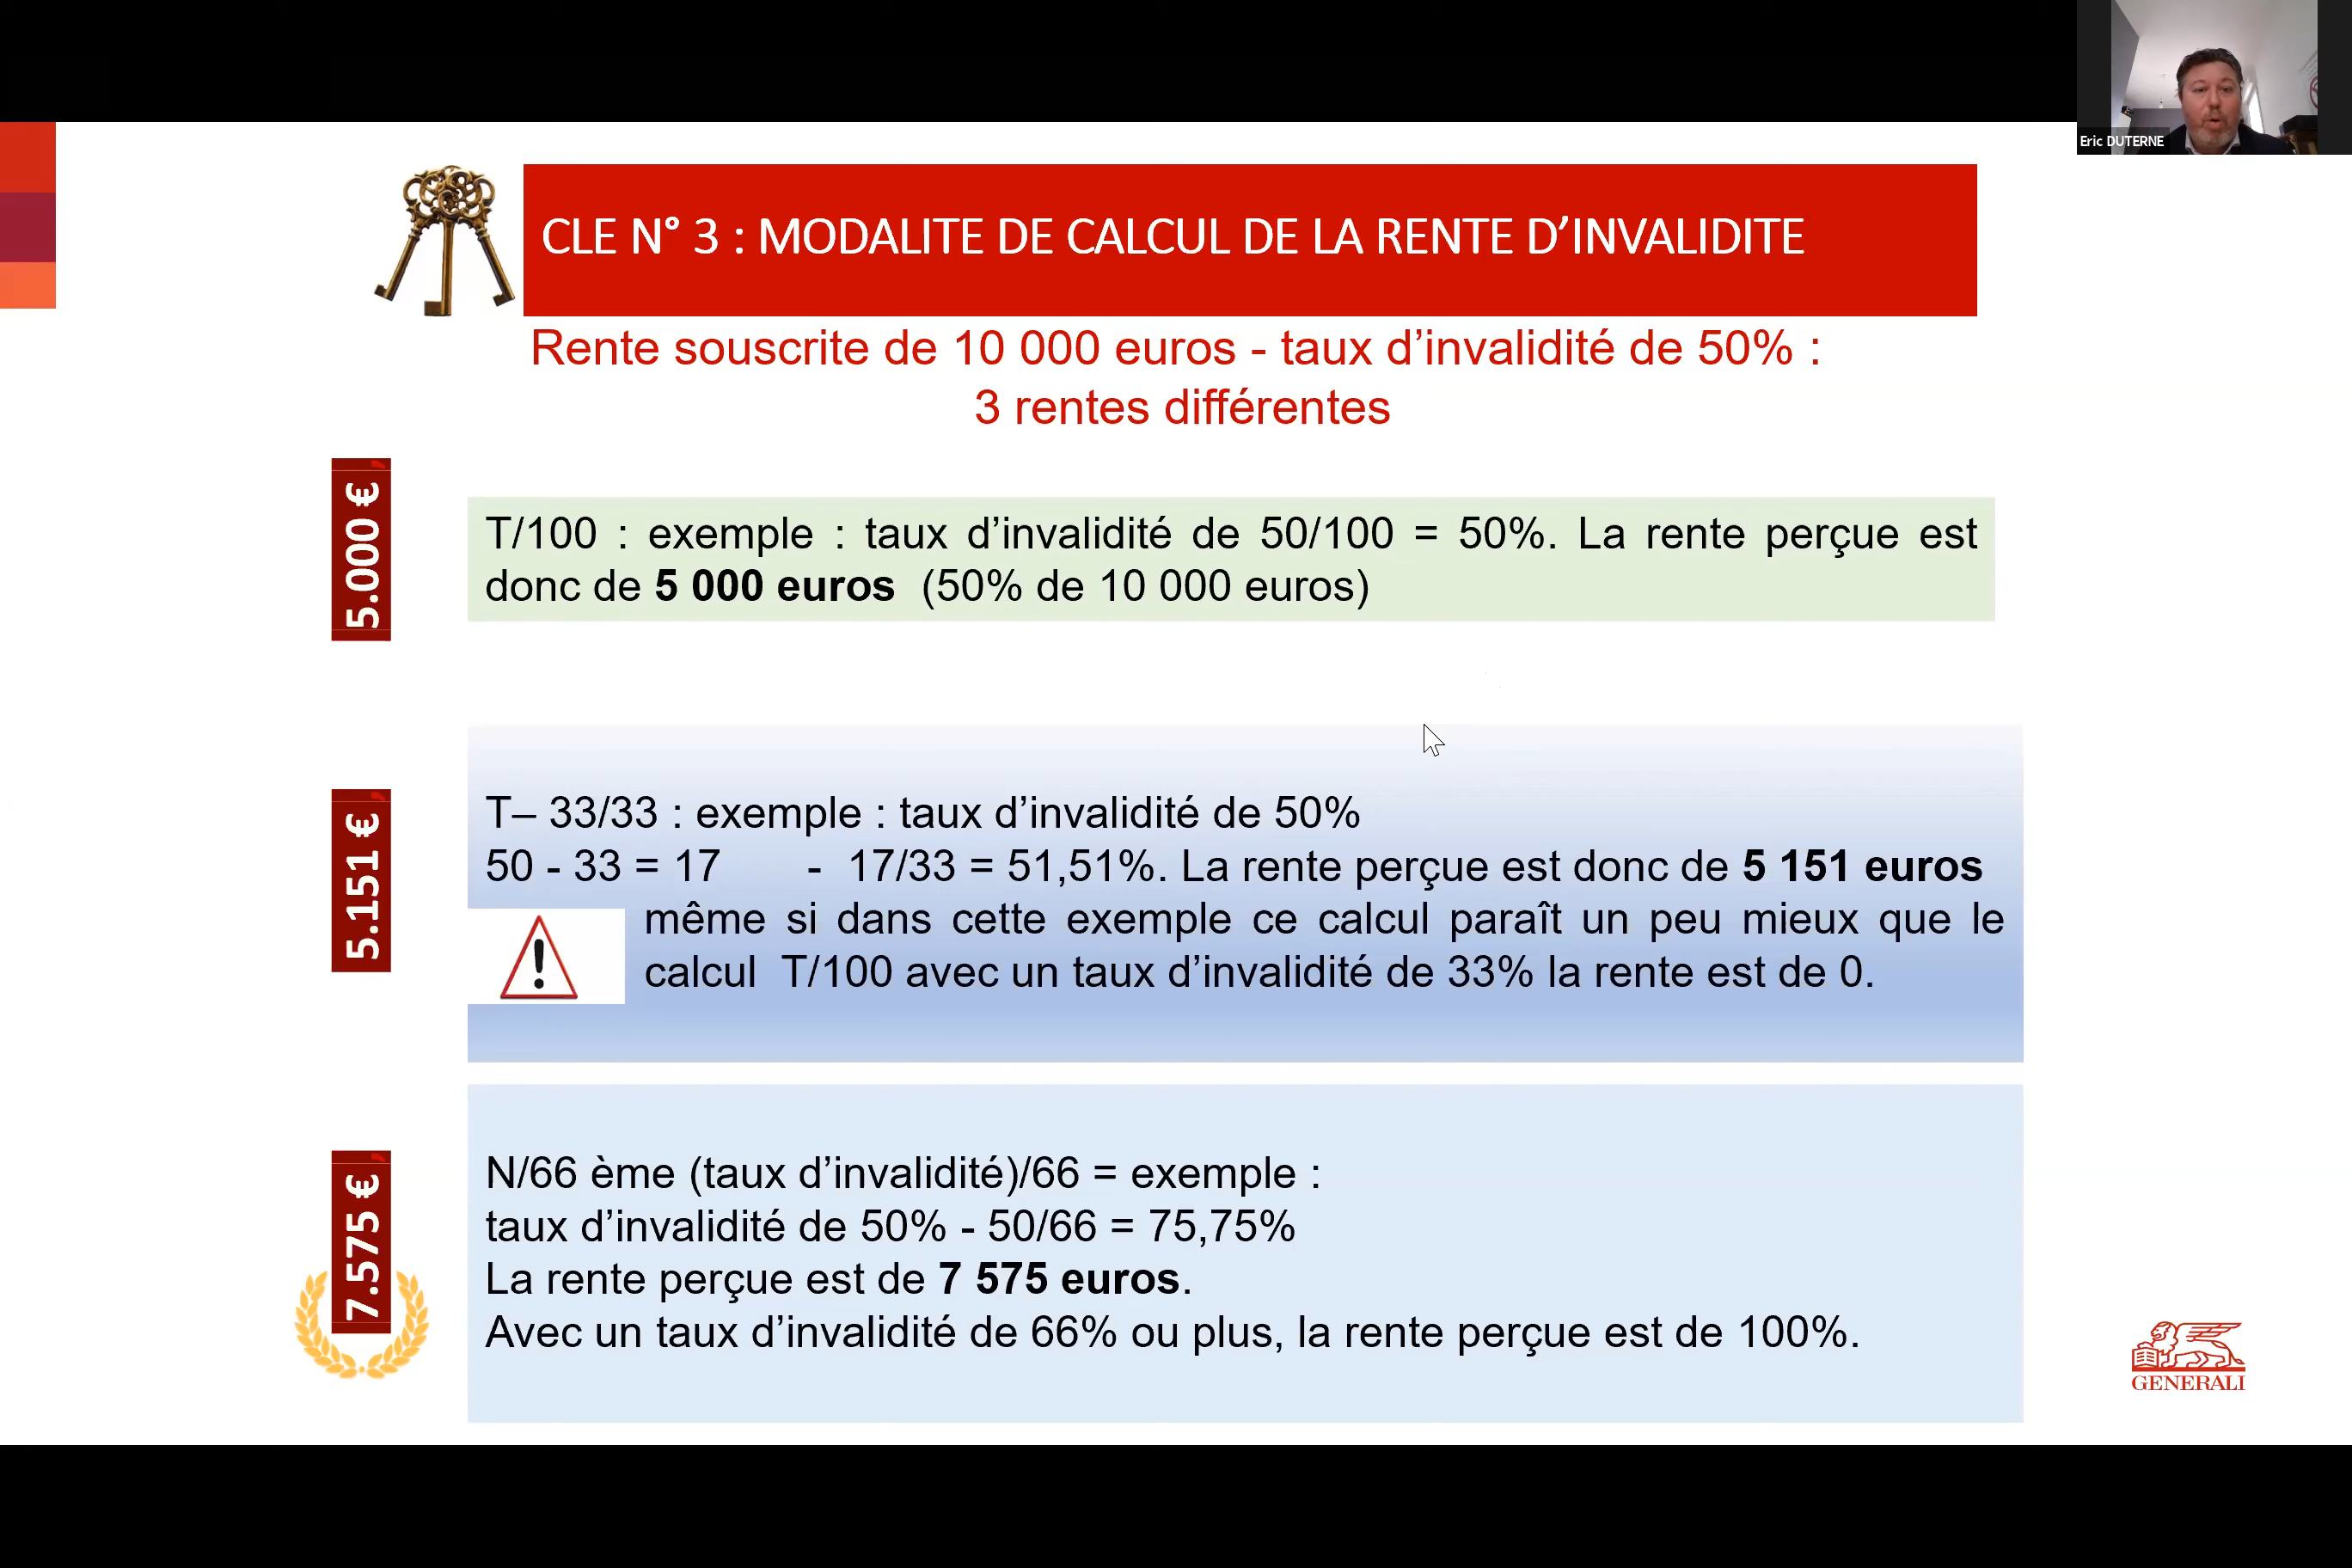 Eric DUTERNE
CLE N° 3 : MODALITE DE CALCUL DE LA RENTE D’INVALIDITE
Rente souscrite de 10 000 euros - taux d’invalidité de 50% :
3 rentes différentes
5.000 €
T/100 : exemple : taux d’invalidité de 50/100 = 50%. La rente perçue est
donc de 5 000 euros (50% de 10 000 euros)
5.151 €
T– 33/33 : exemple : taux d’invalidité de 50%
50 - 33 = 17 - 17/33 = 51,51%. La rente perçue est donc de 5 151 euros
même si dans cette exemple ce calcul paraît un peu mieux que le
calcul T/100 avec un taux d’invalidité de 33% la rente est de 0.
7.575 €
N/66 ème (taux d’invalidité)/66 = exemple :
taux d’invalidité de 50% - 50/66 = 75,75%
La rente perçue est de 7 575 euros.
Avec un taux d’invalidité de 66% ou plus, la rente perçue est de 100%.
GENERALI